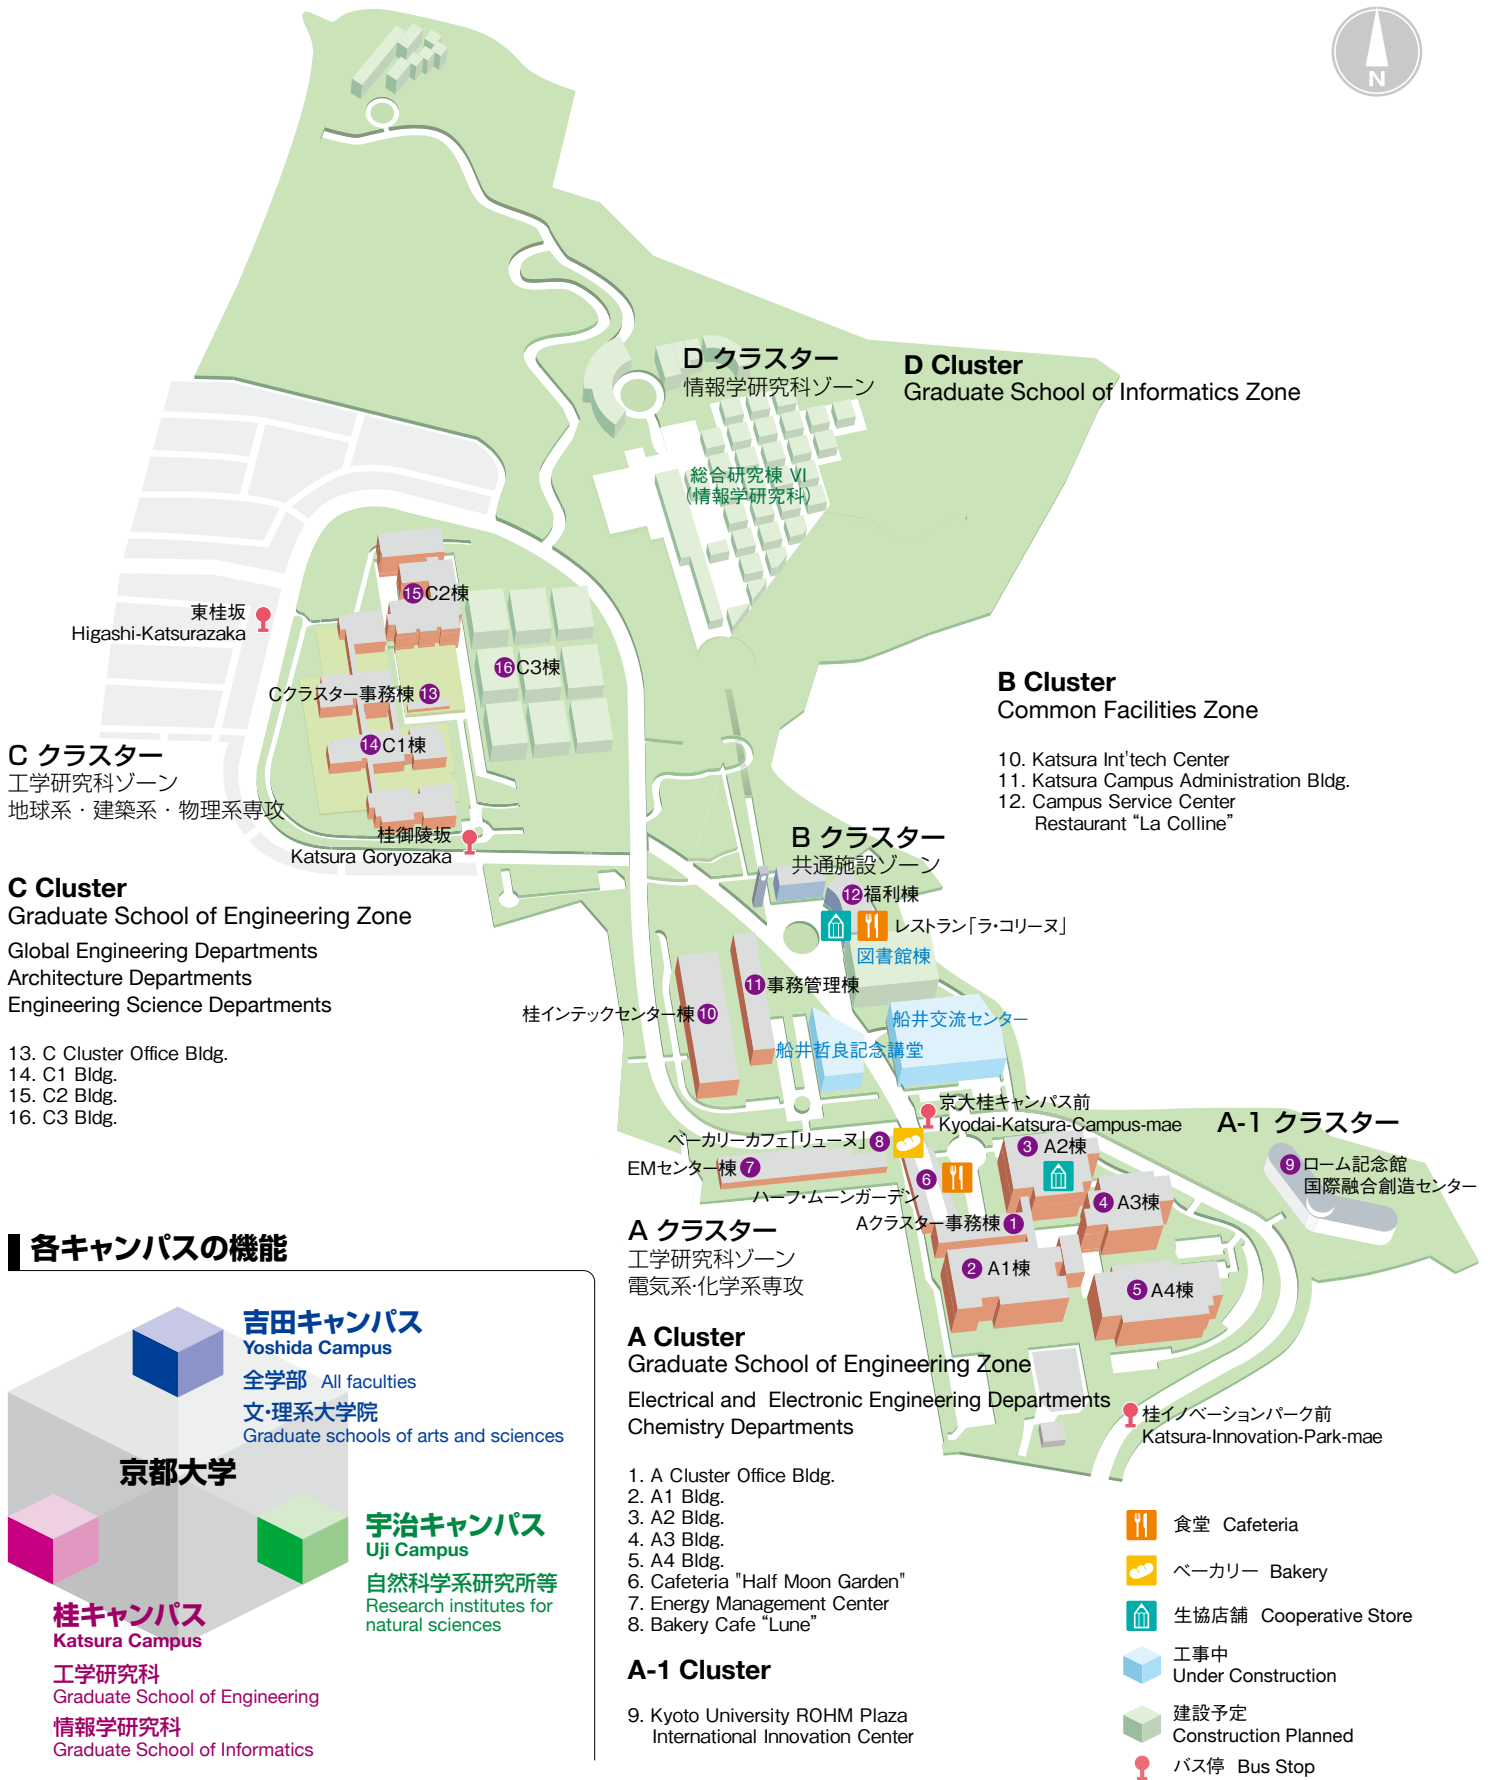 N
D クラスター
情報学研究科ゾーン
D Cluster
Graduate School of Informatics Zone
総合研究棟 VI
(情報学研究科)
15 C2棟
東桂坂
Higashi-Katsurazaka
16 C3棟
Cクラスター事務棟 13
14 C1棟
C クラスター
工学研究科ゾーン
地球系・建築系・物理系専攻
桂御陵坂
Katsura Goryozaka
C Cluster
Graduate School of Engineering Zone
Global Engineering Departments
Architecture Departments
Engineering Science Departments
13. C Cluster Office Bldg.
14. C1 Bldg.
15. C2 Bldg.
16. C3 Bldg.
B Cluster
Common Facilities Zone
10. Katsura Int'tech Center
11. Katsura Campus Administration Bldg.
12. Campus Service Center
Restaurant “La Colline”
B クラスター
共通施設ゾーン
12 福利棟
レストラン「ラ・コリーヌ」
図書館棟
11 事務管理棟
桂インテックセンター棟 10
船井交流センター
船井哲良記念講堂
京大桂キャンパス前
Kyodai-Katsura-Campus-mae
A-1 クラスター
ベーカリーカフェ「リューヌ」 8
3 A2棟
EMセンター棟 7
9 ローム記念館
国際融合創造センター
6
ハーフ・ムーンガーデン
4 A3棟
Aクラスター事務棟 1
2 A1棟
5 A4棟
A クラスター
工学研究科ゾーン
電気系・化学系専攻
A Cluster
Graduate School of Engineering Zone
Electrical and Electronic Engineering Departments
Chemistry Departments
桂イノベーションパーク前
Katsura-Innovation-Park-mae
1. A Cluster Office Bldg.
2. A1 Bldg.
3. A2 Bldg.
4. A3 Bldg.
5. A4 Bldg.
6. Cafeteria "Half Moon Garden"
7. Energy Management Center
8. Bakery Cafe “Lune”
A-1 Cluster
9. Kyoto University ROHM Plaza
International Innovation Center
各キャンパスの機能
吉田キャンパス
Yoshida Campus
全学部 All faculties
文・理系大学院
Graduate schools of arts and sciences
京都大学
宇治キャンパス
Uji Campus
自然科学系研究所等
Research institutes for
natural sciences
桂キャンパス
Katsura Campus
工学研究科
Graduate School of Engineering
情報学研究科
Graduate School of Informatics
食堂 Cafeteria
ベーカリー Bakery
生協店舗 Cooperative Store
工事中
Under Construction
建設予定
Construction Planned
バス停 Bus Stop